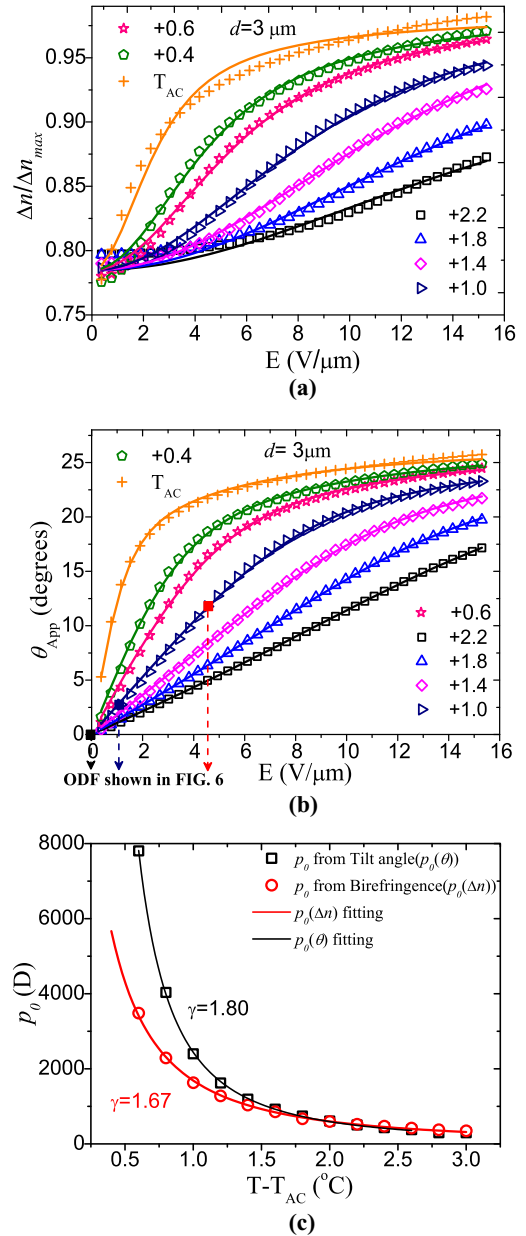 +0.6
d=3 μm
+0.4
T_AC
0.95
0.90
0.85
0.80
0.75
Δn/Δn_max
+2.2
+1.8
+1.4
+1.0
0 2 4 6 8 10 12 14 16
E (V/μm)
(a)
+0.4
d= 3μm
T_AC
25
20
15
10
5
0
θ_App (degrees)
+0.6
+2.2
+1.8
+1.4
+1.0
0 2 4 6 8 10 12 14 16
E (V/μm)
ODF shown in FIG. 6
(b)
8000
6000
4000
2000
0
p_0 (D)
p_0 from Tilt angle(p_0(θ))
p_0 from Birefringence(p_0(Δn))
p_0(Δn) fitting
p_0(θ) fitting
γ=1.80
γ=1.67
0.5 1.0 1.5 2.0 2.5 3.0
T-T_AC (°C)
(c)